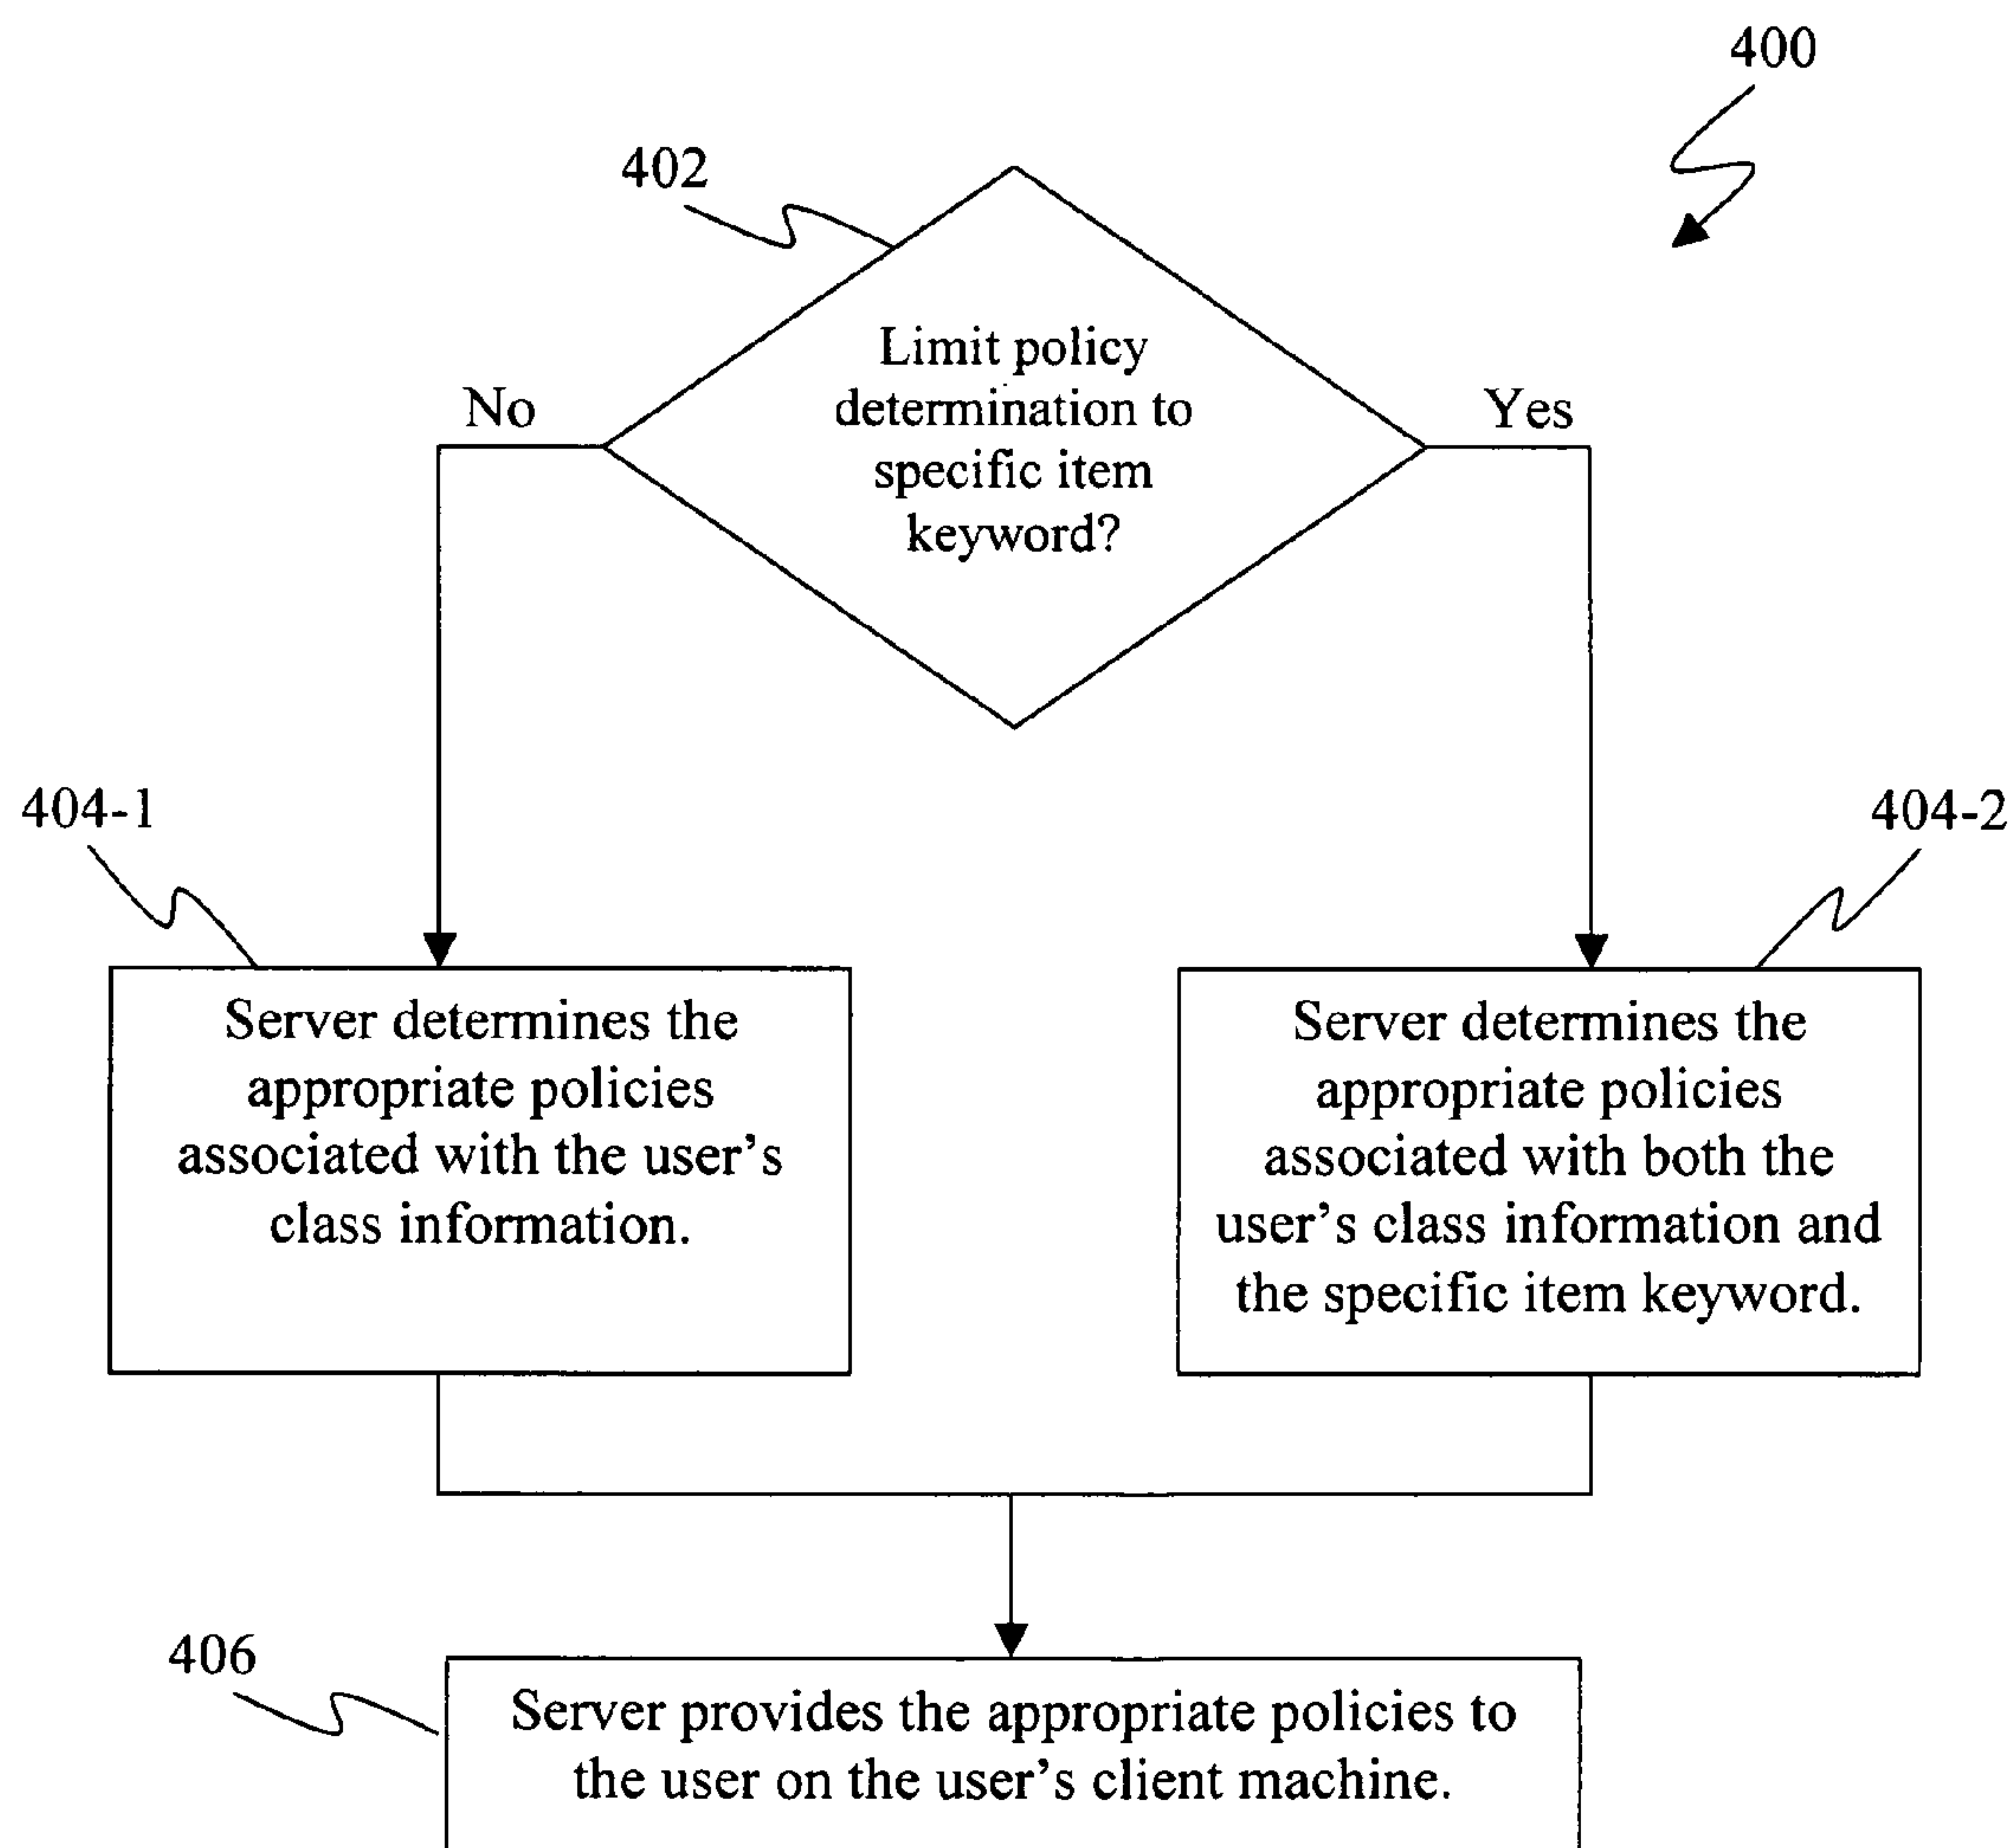 400
402
Limit policy
determination to
specific item
keyword?
No
Yes
404-1
404-2
Server determines the
appropriate policies
associated with the user's
class information.
Server determines the
appropriate policies
associated with both the
user's class information and
the specific item keyword.
406
Server provides the appropriate policies to
the user on the user's client machine.